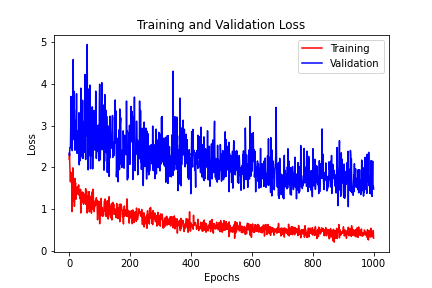 Training and Validation Loss
Training
Validation
5
4
3
2
1
0
Loss
0 200 400 600 800 1000
Epochs